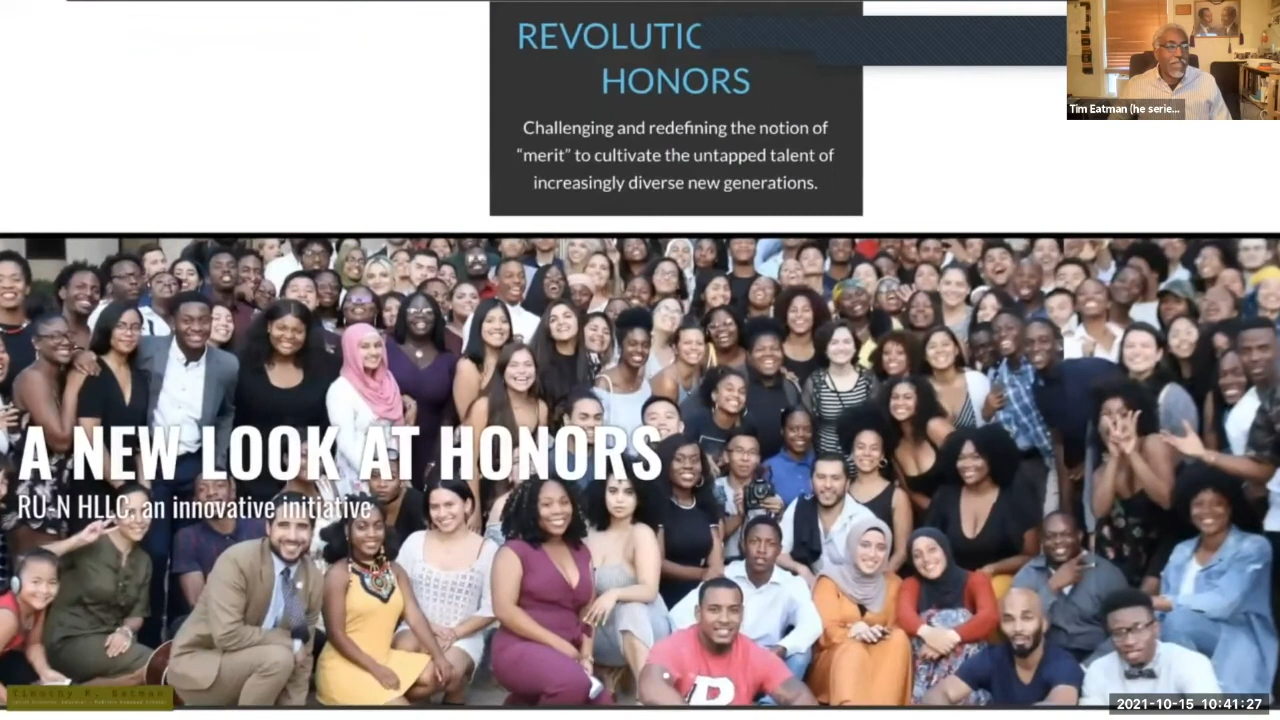 REVOLUTIC
HONORS
Challenging and redefining the notion of
“merit” to cultivate the untapped talent of
increasingly diverse new generations.
Tim Eatman (he serie...
A NEW LOOK AT HONORS
RU-N HLLC, an innovative initiative
Timothy K. Eatman
2021-10-15 10:41:27